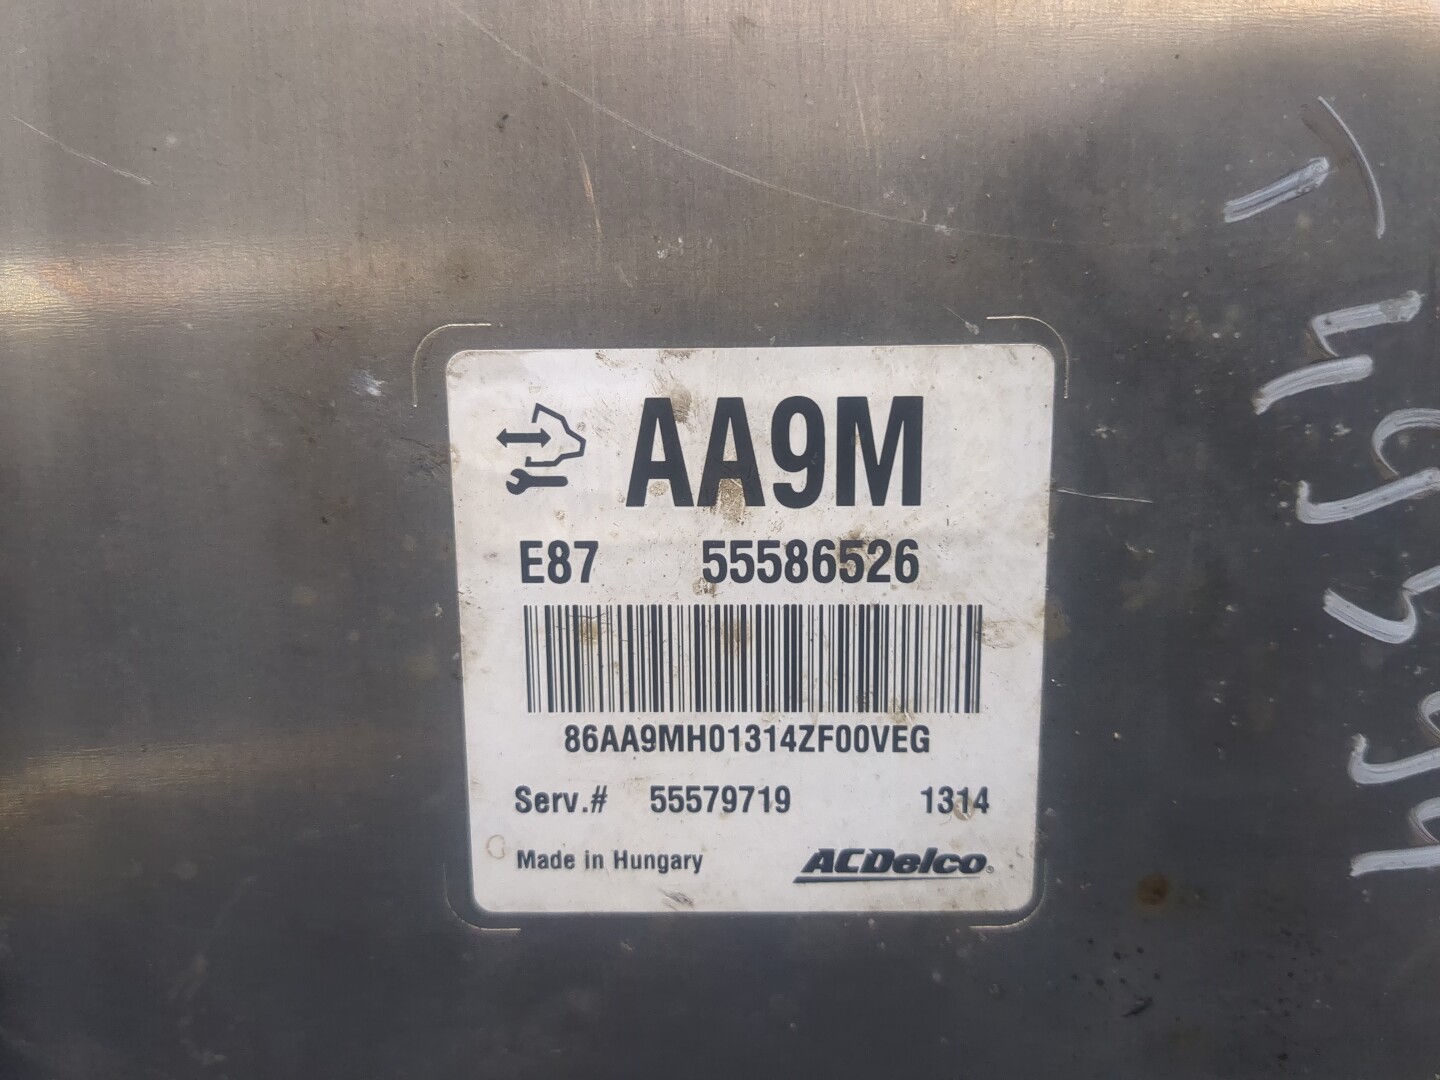 AA9M
E87 55586526
86AA9MH01314ZF00VEG
Serv.# 55579719 1314
Made in Hungary ACDelco